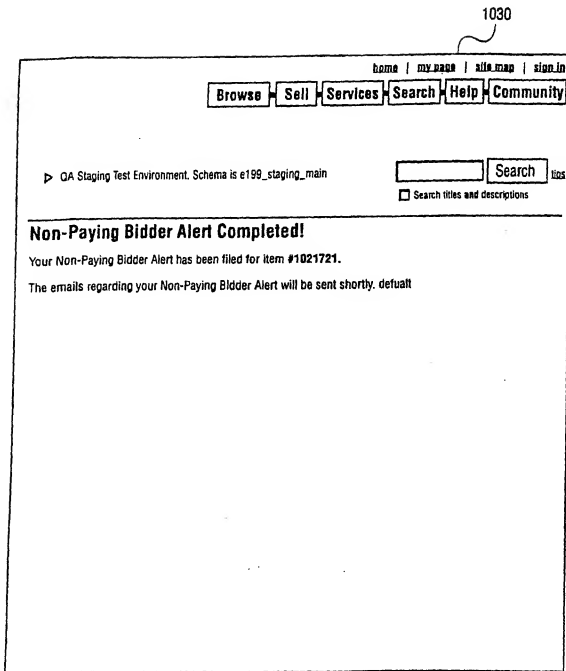 1030
home | my page | site map | sign in
Browse Sell Services Search Help Community
QA Staging Test Environment. Schema is e199_staging_main
Search tips
Search titles and descriptions
Non-Paying Bidder Alert Completed!
Your Non-Paying Bidder Alert has been filed for item #1021721.
The emails regarding your Non-Paying Bidder Alert will be sent shortly. defualt